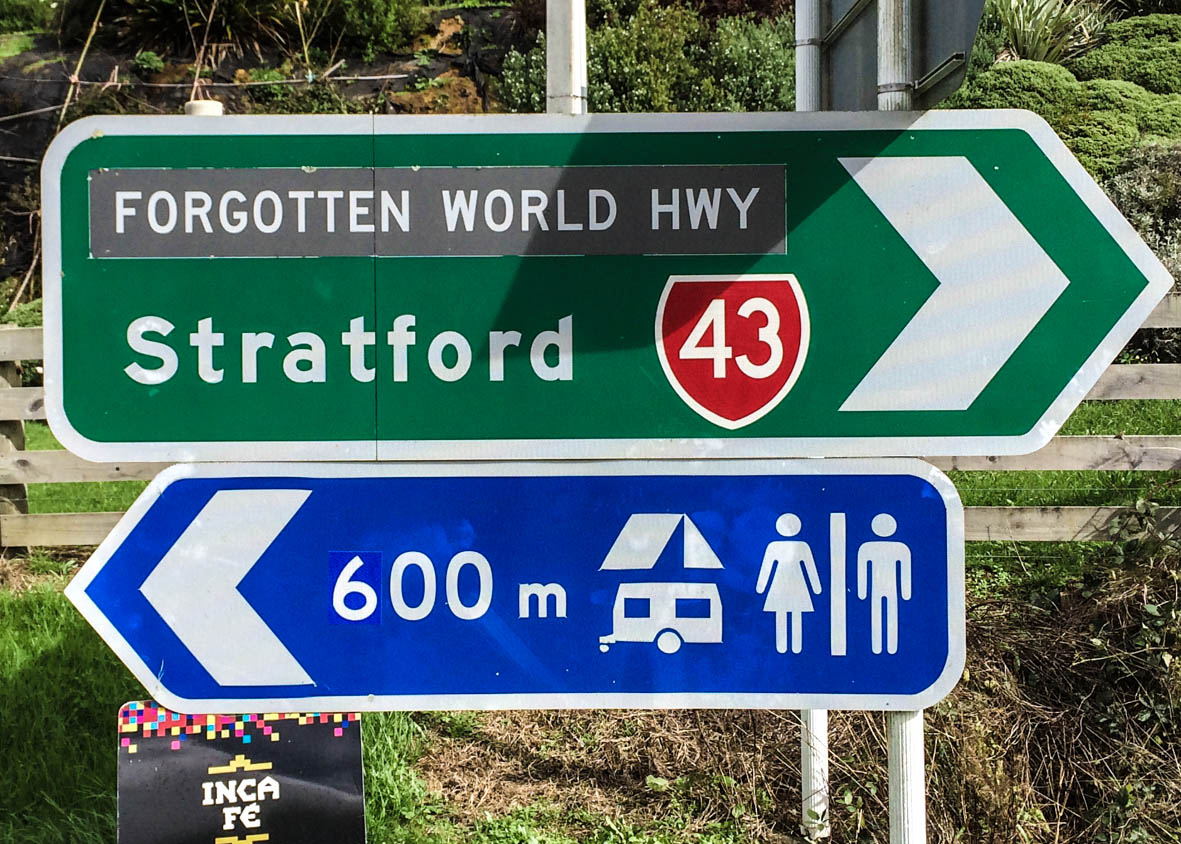 FORGOTTEN WORLD HWY
Stratford 43
600 m
INCA
FÉ